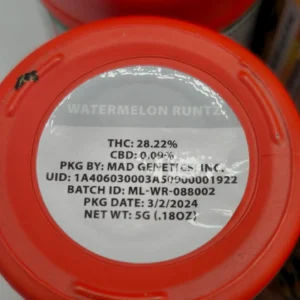 WATERMELON RUNTZ
THC: 28.22%
CBD: 0.09%
PKG BY: MAD GENETICS, INC.
UID: 1A406030003A50900001922
BATCH ID: ML-WR-088002
PKG DATE: 3/2/2024
NET WT: 5G (.18OZ)